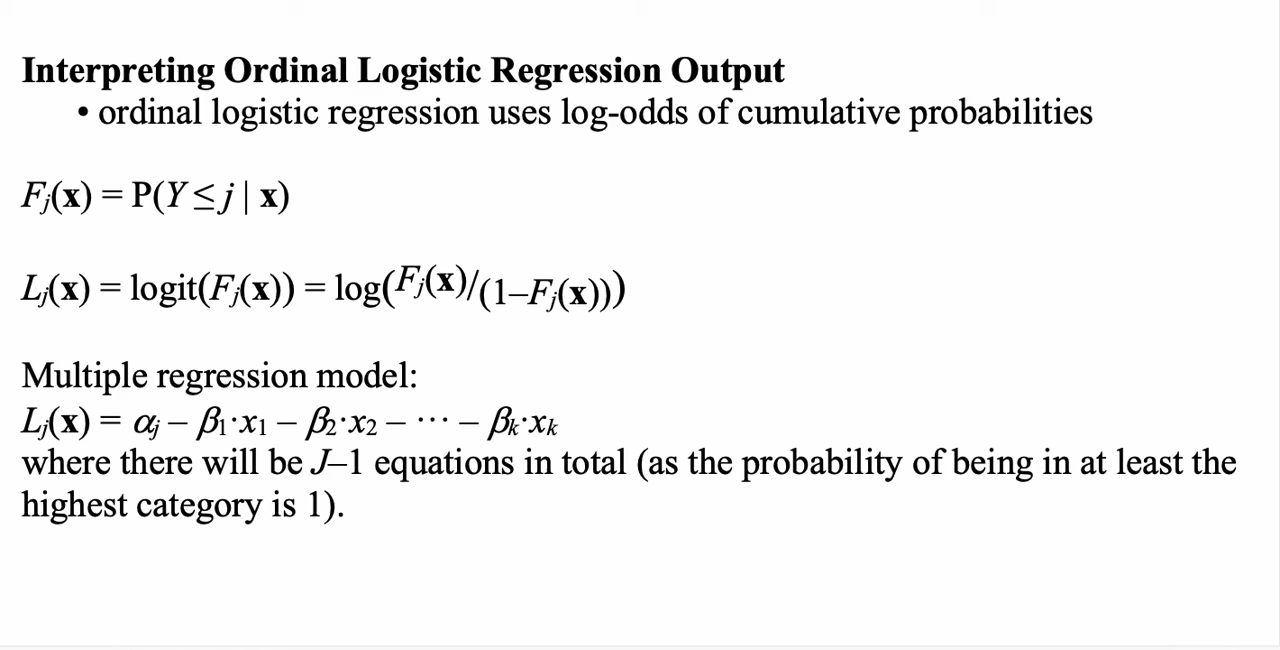 Interpreting Ordinal Logistic Regression Output
• ordinal logistic regression uses log-odds of cumulative probabilities
Fj(x) = P(Y ≤ j | x)
Lj(x) = logit(Fj(x)) = log(Fj(x)/(1–Fj(x)))
Multiple regression model:
Lj(x) = αj – β1·x1 – β2·x2 – ··· – βk·xk
where there will be J–1 equations in total (as the probability of being in at least the
highest category is 1).